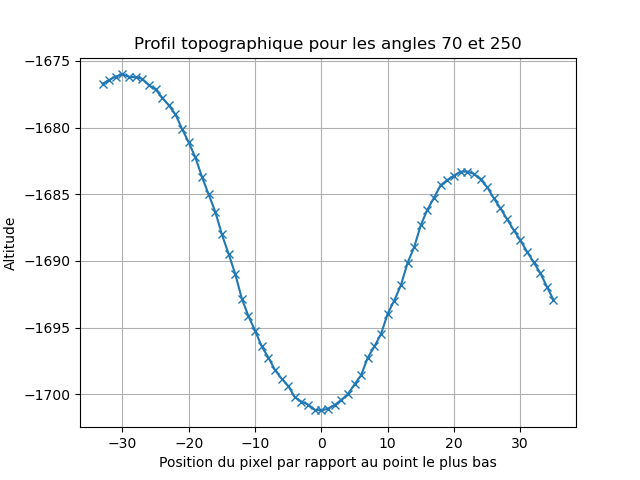 Profil topographique pour les angles 70 et 250
−1675
−1680
−1685
−1690
−1695
−1700
Altitude
−30 −20 −10 0 10 20 30
Position du pixel par rapport au point le plus bas